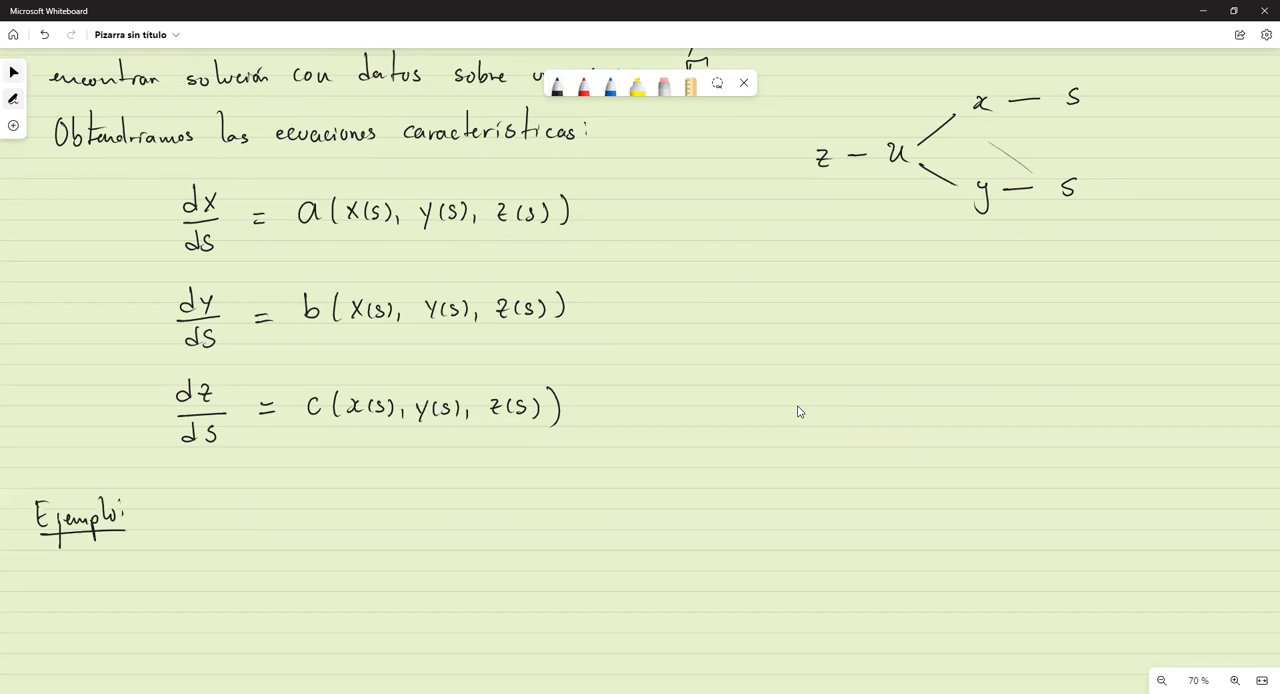 Microsoft Whiteboard
Pizarra sin título
encontrar solución con datos sobre
Obtendríamos las ecuaciones características:
dx/ds = a(x(s), y(s), z(s))
dy/ds = b(x(s), y(s), z(s))
dz/ds = c(x(s), y(s), z(s))
x — s
z — u
y — s
Ejemplo:
70 %